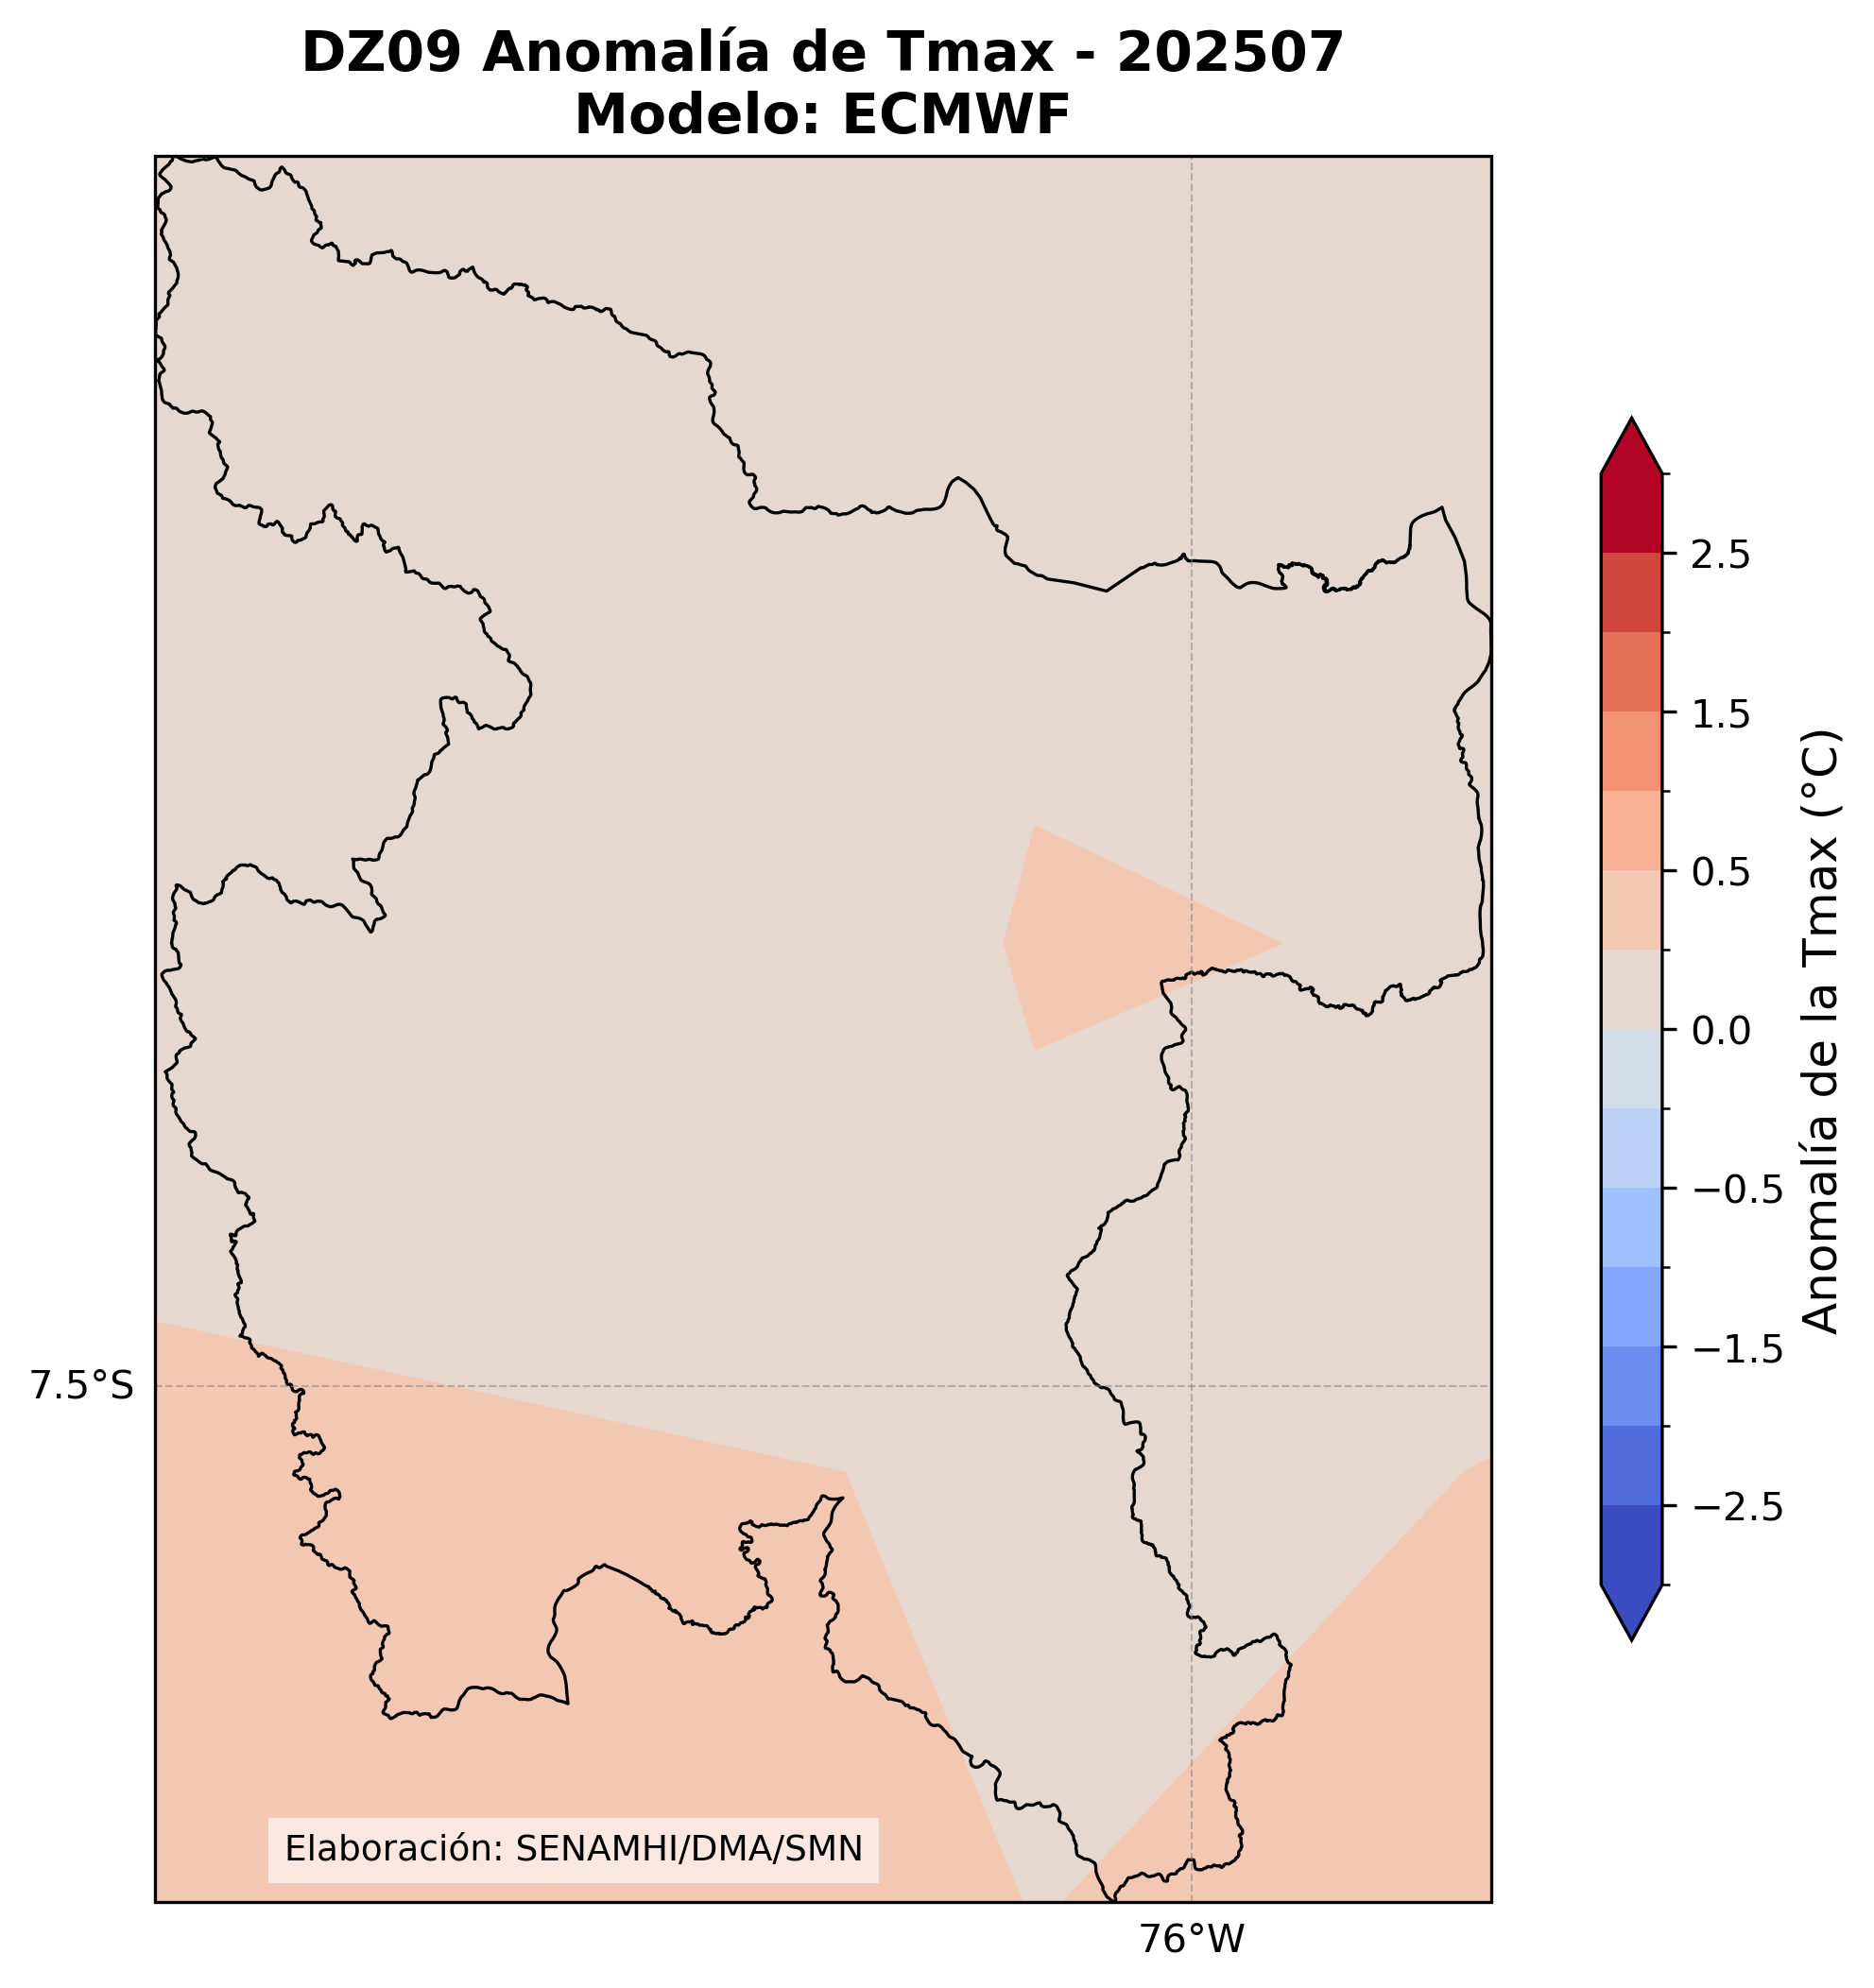 DZ09 Anomalía de Tmax - 202507
Modelo: ECMWF
2.5
1.5
0.5
0.0
−0.5
−1.5
−2.5
Anomalía de la Tmax (°C)
7.5°S
Elaboración: SENAMHI/DMA/SMN
76°W